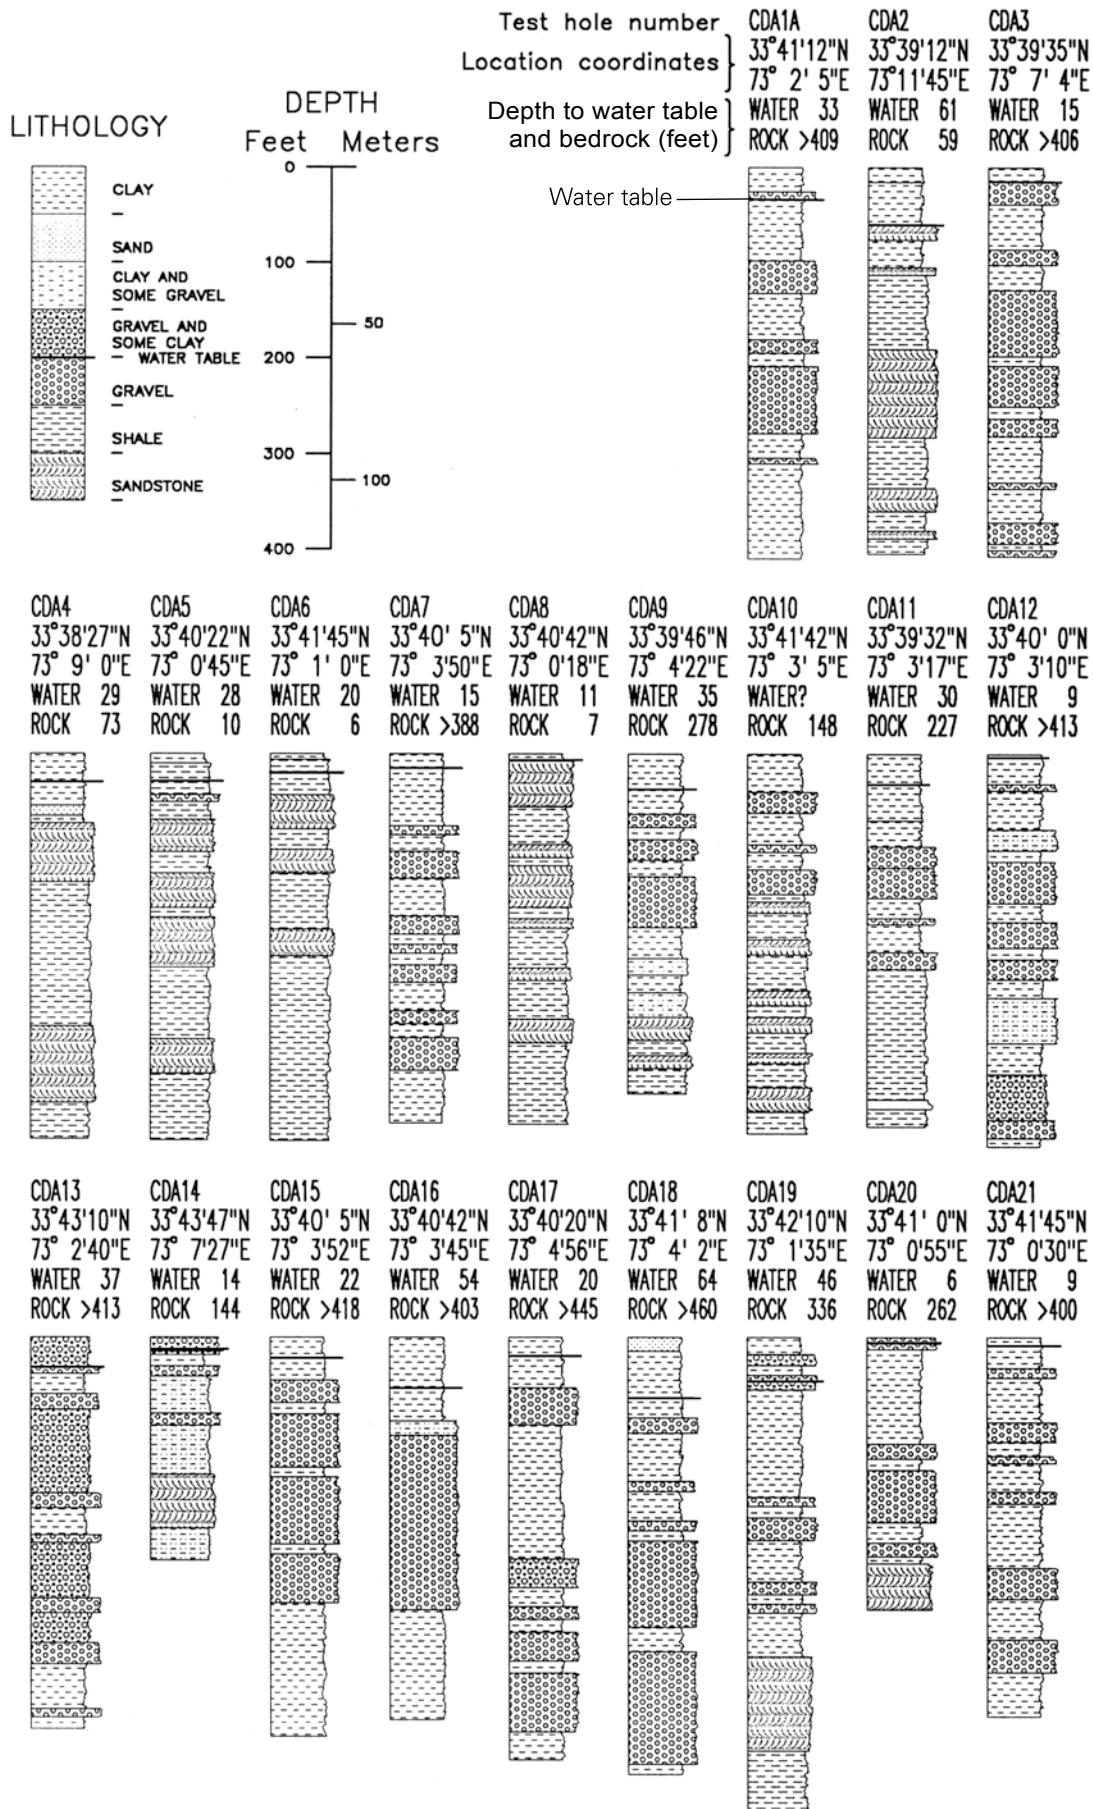 Test hole number
Location coordinates
Depth to water table
and bedrock (feet)
CDA1A
33°41'12"N
73° 2' 5"E
WATER 33
ROCK >409
CDA2
33°39'12"N
73°11'45"E
WATER 61
ROCK 59
CDA3
33°39'35"N
73° 7' 4"E
WATER 15
ROCK >406
Water table
LITHOLOGY
CLAY
SAND
CLAY AND
SOME GRAVEL
GRAVEL AND
SOME CLAY
WATER TABLE
GRAVEL
SHALE
SANDSTONE
DEPTH
Feet Meters
0
100
50
200
300
100
400
CDA4
33°38'27"N
73° 9' 0"E
WATER 29
ROCK 73
CDA5
33°40'22"N
73° 0'45"E
WATER 28
ROCK 10
CDA6
33°41'45"N
73° 1' 0"E
WATER 20
ROCK 6
CDA7
33°40' 5"N
73° 3'50"E
WATER 15
ROCK >388
CDA8
33°40'42"N
73° 0'18"E
WATER 11
ROCK 7
CDA9
33°39'46"N
73° 4'22"E
WATER 35
ROCK 278
CDA10
33°41'42"N
73° 3' 5"E
WATER?
ROCK 148
CDA11
33°39'32"N
73° 3'17"E
WATER 30
ROCK 227
CDA12
33°40' 0"N
73° 3'10"E
WATER 9
ROCK >413
CDA13
33°43'10"N
73° 2'40"E
WATER 37
ROCK >413
CDA14
33°43'47"N
73° 7'27"E
WATER 14
ROCK 144
CDA15
33°40' 5"N
73° 3'52"E
WATER 22
ROCK >418
CDA16
33°40'42"N
73° 3'45"E
WATER 54
ROCK >403
CDA17
33°40'20"N
73° 4'56"E
WATER 20
ROCK >445
CDA18
33°41' 8"N
73° 4' 2"E
WATER 64
ROCK >460
CDA19
33°42'10"N
73° 1'35"E
WATER 46
ROCK 336
CDA20
33°41' 0"N
73° 0'55"E
WATER 6
ROCK 262
CDA21
33°41'45"N
73° 0'30"E
WATER 9
ROCK >400